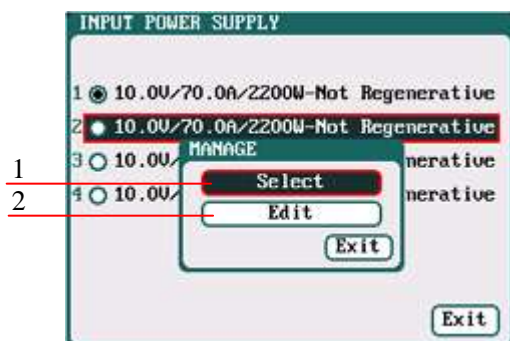 INPUT POWER SUPPLY
1 10.0V/70.0A/2200W-Not Regenerative
2 10.0V/70.0A/2200W-Not Regenerative
MANAGE
3 10.0V/ nerative
1 Select
4 10.0V/ nerative
2 Edit
Exit
Exit